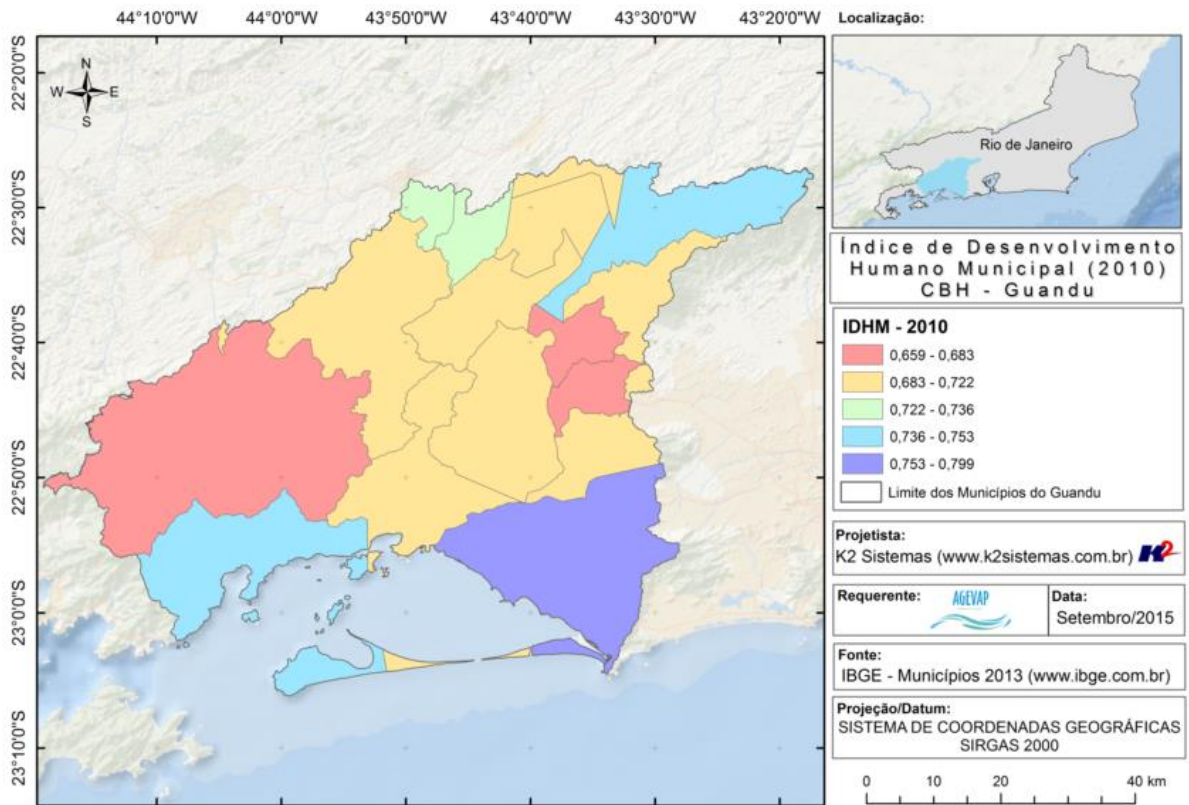 44°10'0"W 44°0'0"W 43°50'0"W 43°40'0"W 43°30'0"W 43°20'0"W
22°20'0"S
22°30'0"S
22°40'0"S
22°50'0"S
23°0'0"S
23°10'0"S
N
W E
S
Localização:
Rio de Janeiro
Índice de Desenvolvimento
Humano Municipal (2010)
CBH - Guandu
IDHM - 2010
0,659 - 0,683
0,683 - 0,722
0,722 - 0,736
0,736 - 0,753
0,753 - 0,799
Limite dos Municípios do Guandu
Projetista:
K2 Sistemas (www.k2sistemas.com.br) K2
Requerente: AGEVAP
Data:
Setembro/2015
Fonte:
IBGE - Municípios 2013 (www.ibge.com.br)
Projeção/Datum:
SISTEMA DE COORDENADAS GEOGRÁFICAS
SIRGAS 2000
0 10 20 40 km